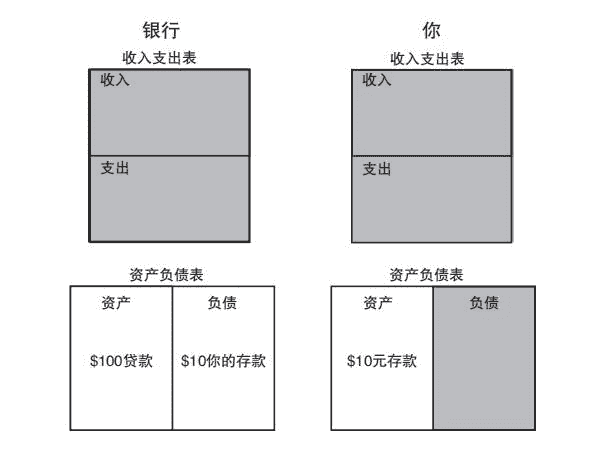 银行
收入支出表
收入
支出
资产负债表
资产 负债
$100贷款 $10你的存款
你
收入支出表
收入
支出
资产负债表
资产 负债
$10元存款